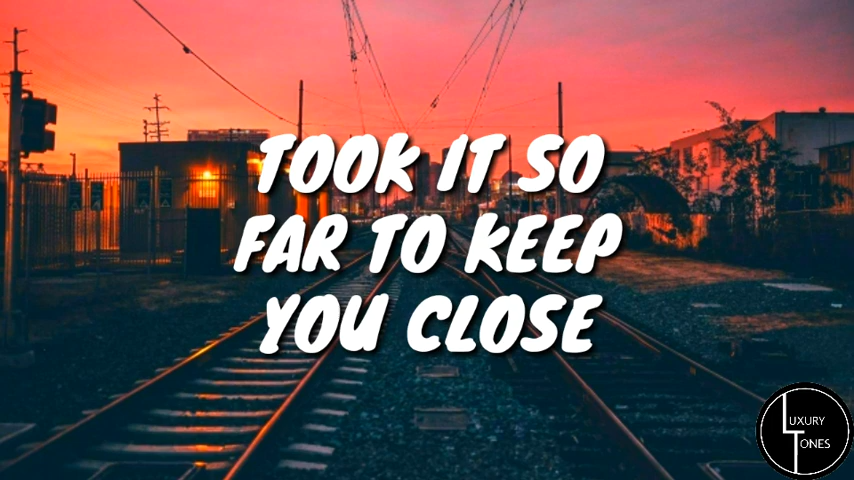 TOOK IT SO
FAR TO KEEP
YOU CLOSE
LUXURY
TONES